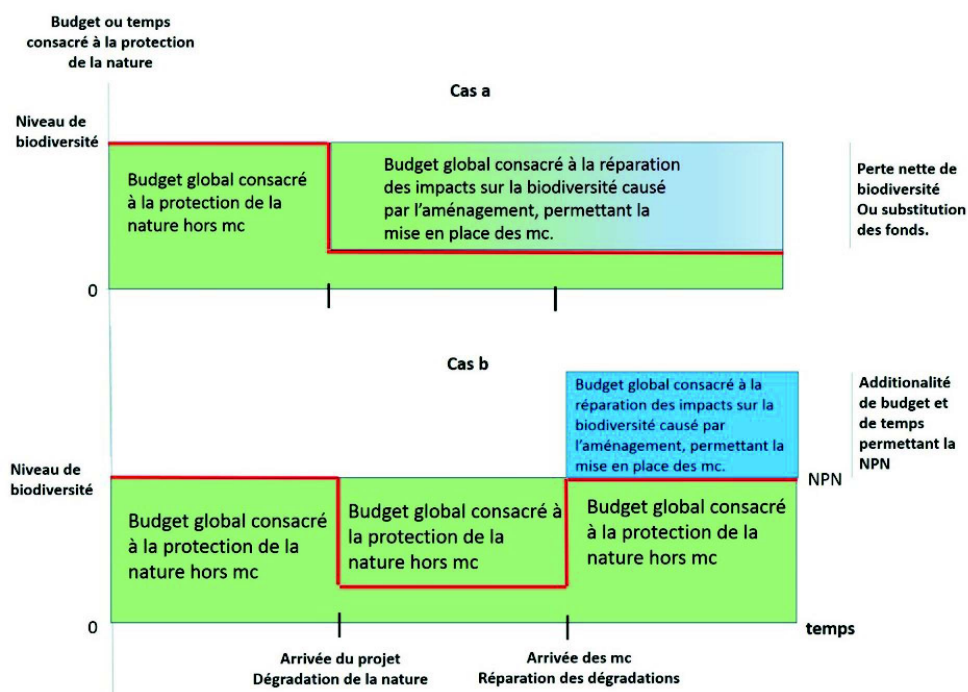 Budget ou temps
consacré à la protection
de la nature
Cas a
Niveau de
biodiversité
Budget global consacré
à la protection de la
nature hors mc
Budget global consacré à la réparation
des impacts sur la biodiversité causé
par l’aménagement, permettant la
mise en place des mc.
Perte nette de
biodiversité
Ou substitution
des fonds.
0
Cas b
Budget global consacré à la
réparation des impacts sur la
biodiversité causé par
l’aménagement, permettant la
mise en place des mc.
Additionalité
de budget et
de temps
permettant la
NPN
Niveau de
biodiversité
NPN
Budget global consacré
à la protection de la
nature hors mc
Budget global consacré à
la protection de la
nature hors mc
Budget global consacré
à la protection de la
nature hors mc
0
temps
Arrivée du projet
Dégradation de la nature
Arrivée des mc
Réparation des dégradations